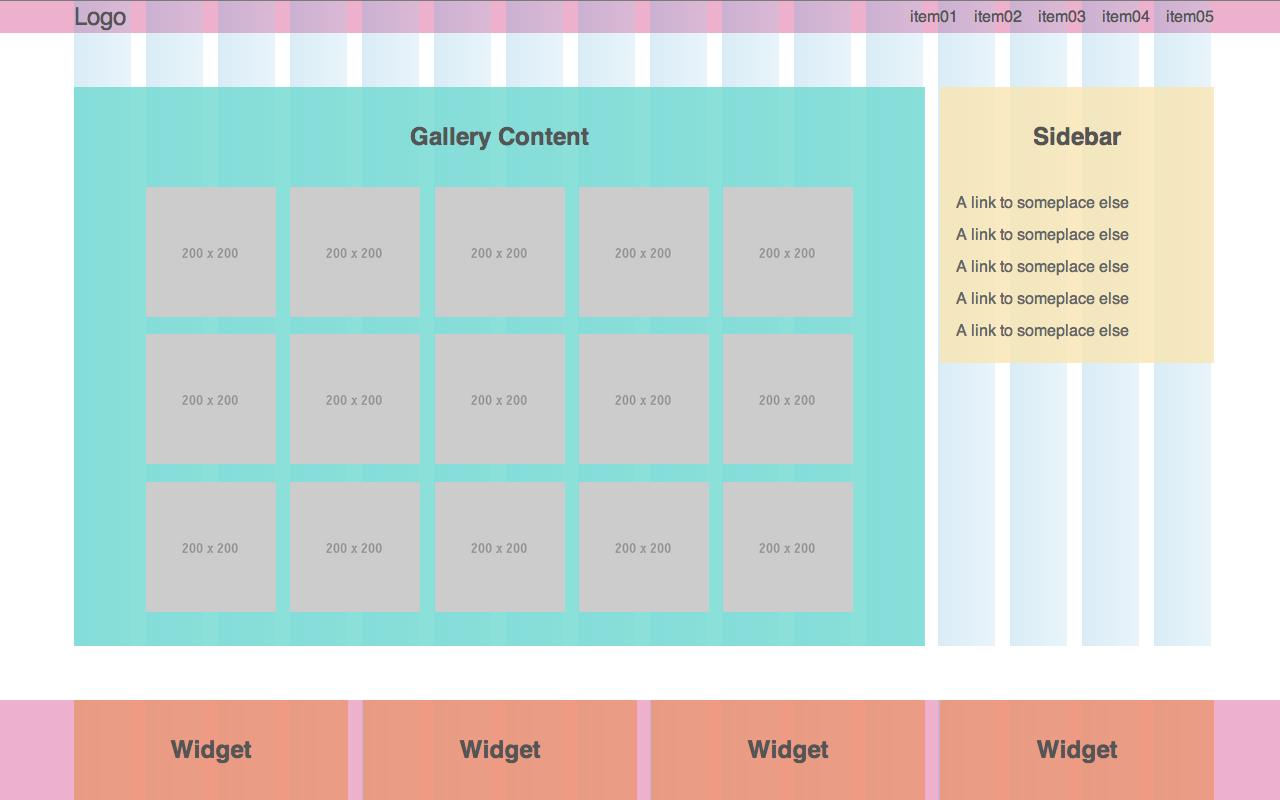 Logo
item01 item02 item03 item04 item05
Gallery Content
200 x 200 200 x 200 200 x 200 200 x 200 200 x 200
200 x 200 200 x 200 200 x 200 200 x 200 200 x 200
200 x 200 200 x 200 200 x 200 200 x 200 200 x 200
Sidebar
A link to someplace else
A link to someplace else
A link to someplace else
A link to someplace else
A link to someplace else
Widget Widget Widget Widget